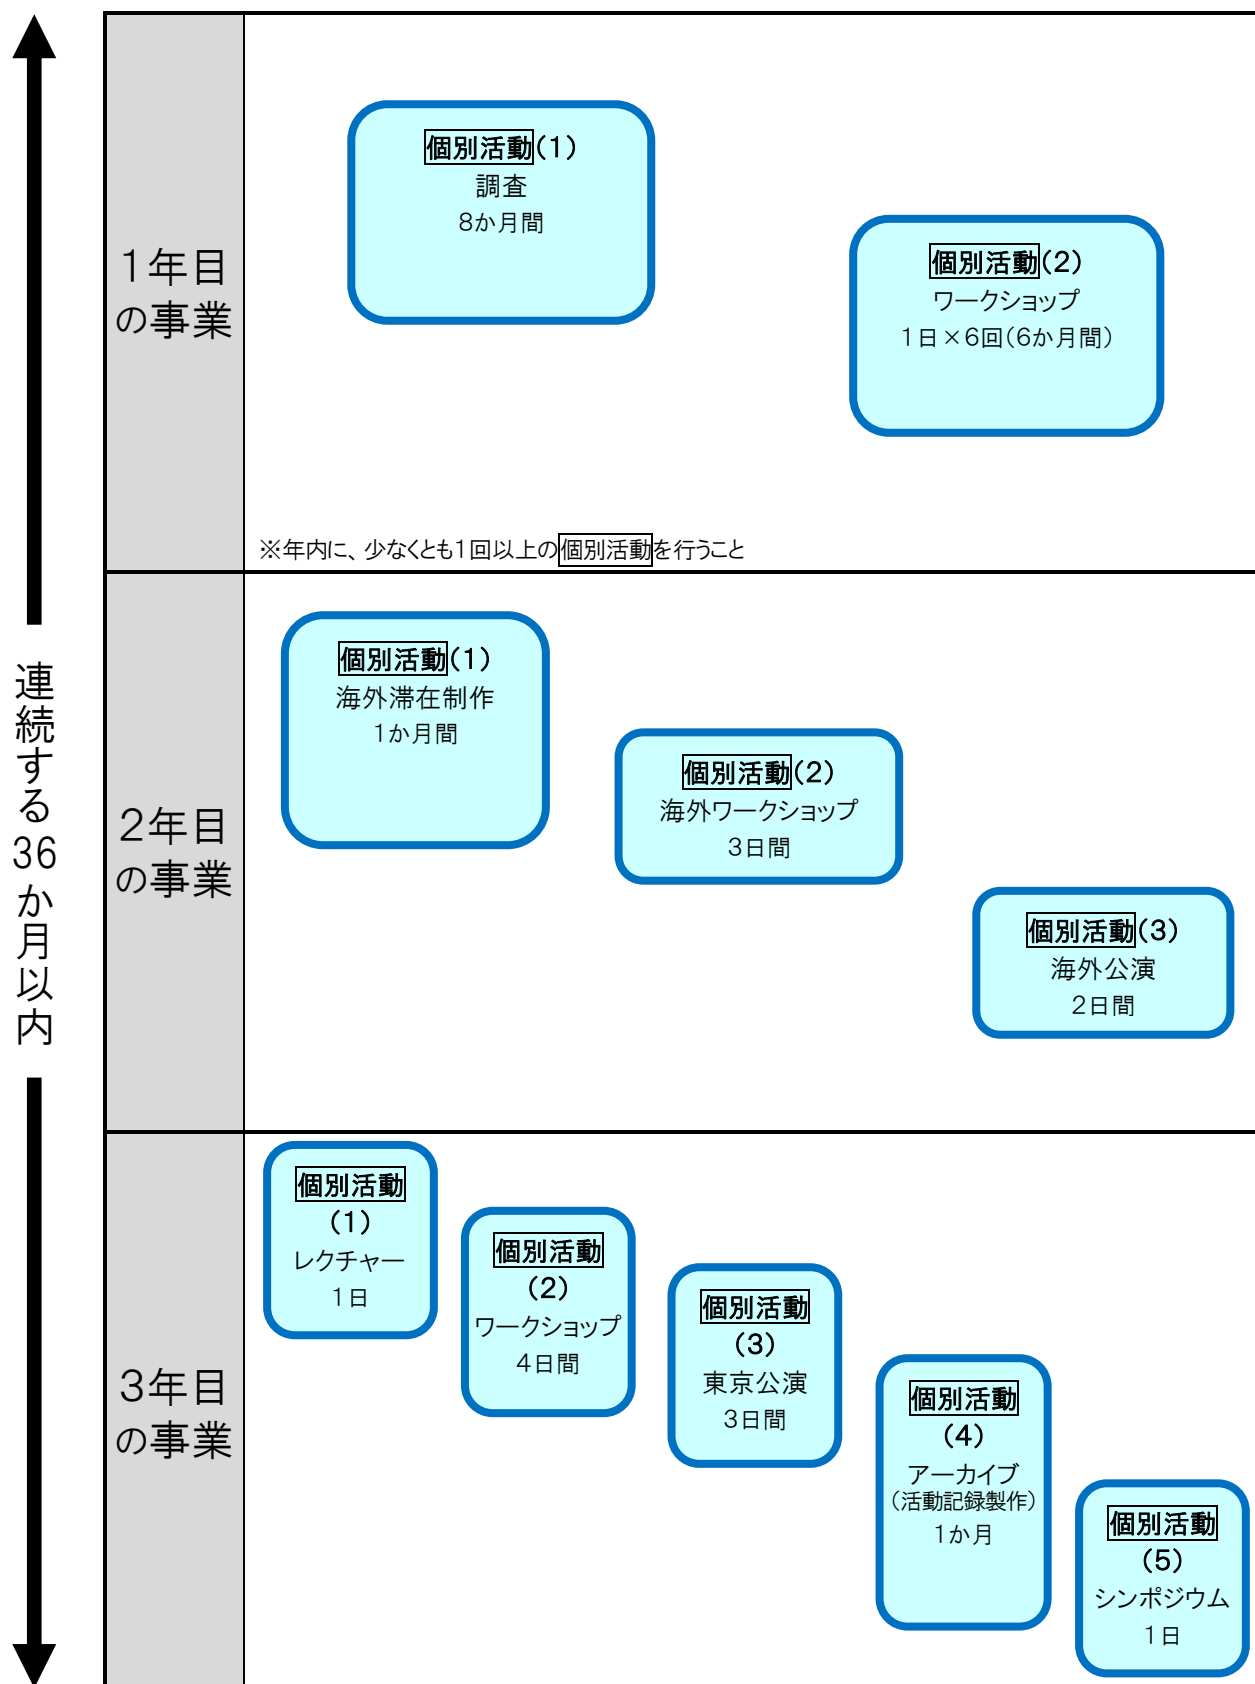 連続する36か月以内
1年目
の事業
個別活動(1)
調査
8か月間
個別活動(2)
ワークショップ
1日×6回(6か月間)
※年内に、少なくとも1回以上の個別活動を行うこと
2年目
の事業
個別活動(1)
海外滞在制作
1か月間
個別活動(2)
海外ワークショップ
3日間
個別活動(3)
海外公演
2日間
3年目
の事業
個別活動
(1)
レクチャー
1日
個別活動
(2)
ワークショップ
4日間
個別活動
(3)
東京公演
3日間
個別活動
(4)
アーカイブ
(活動記録製作)
1か月
個別活動
(5)
シンポジウム
1日